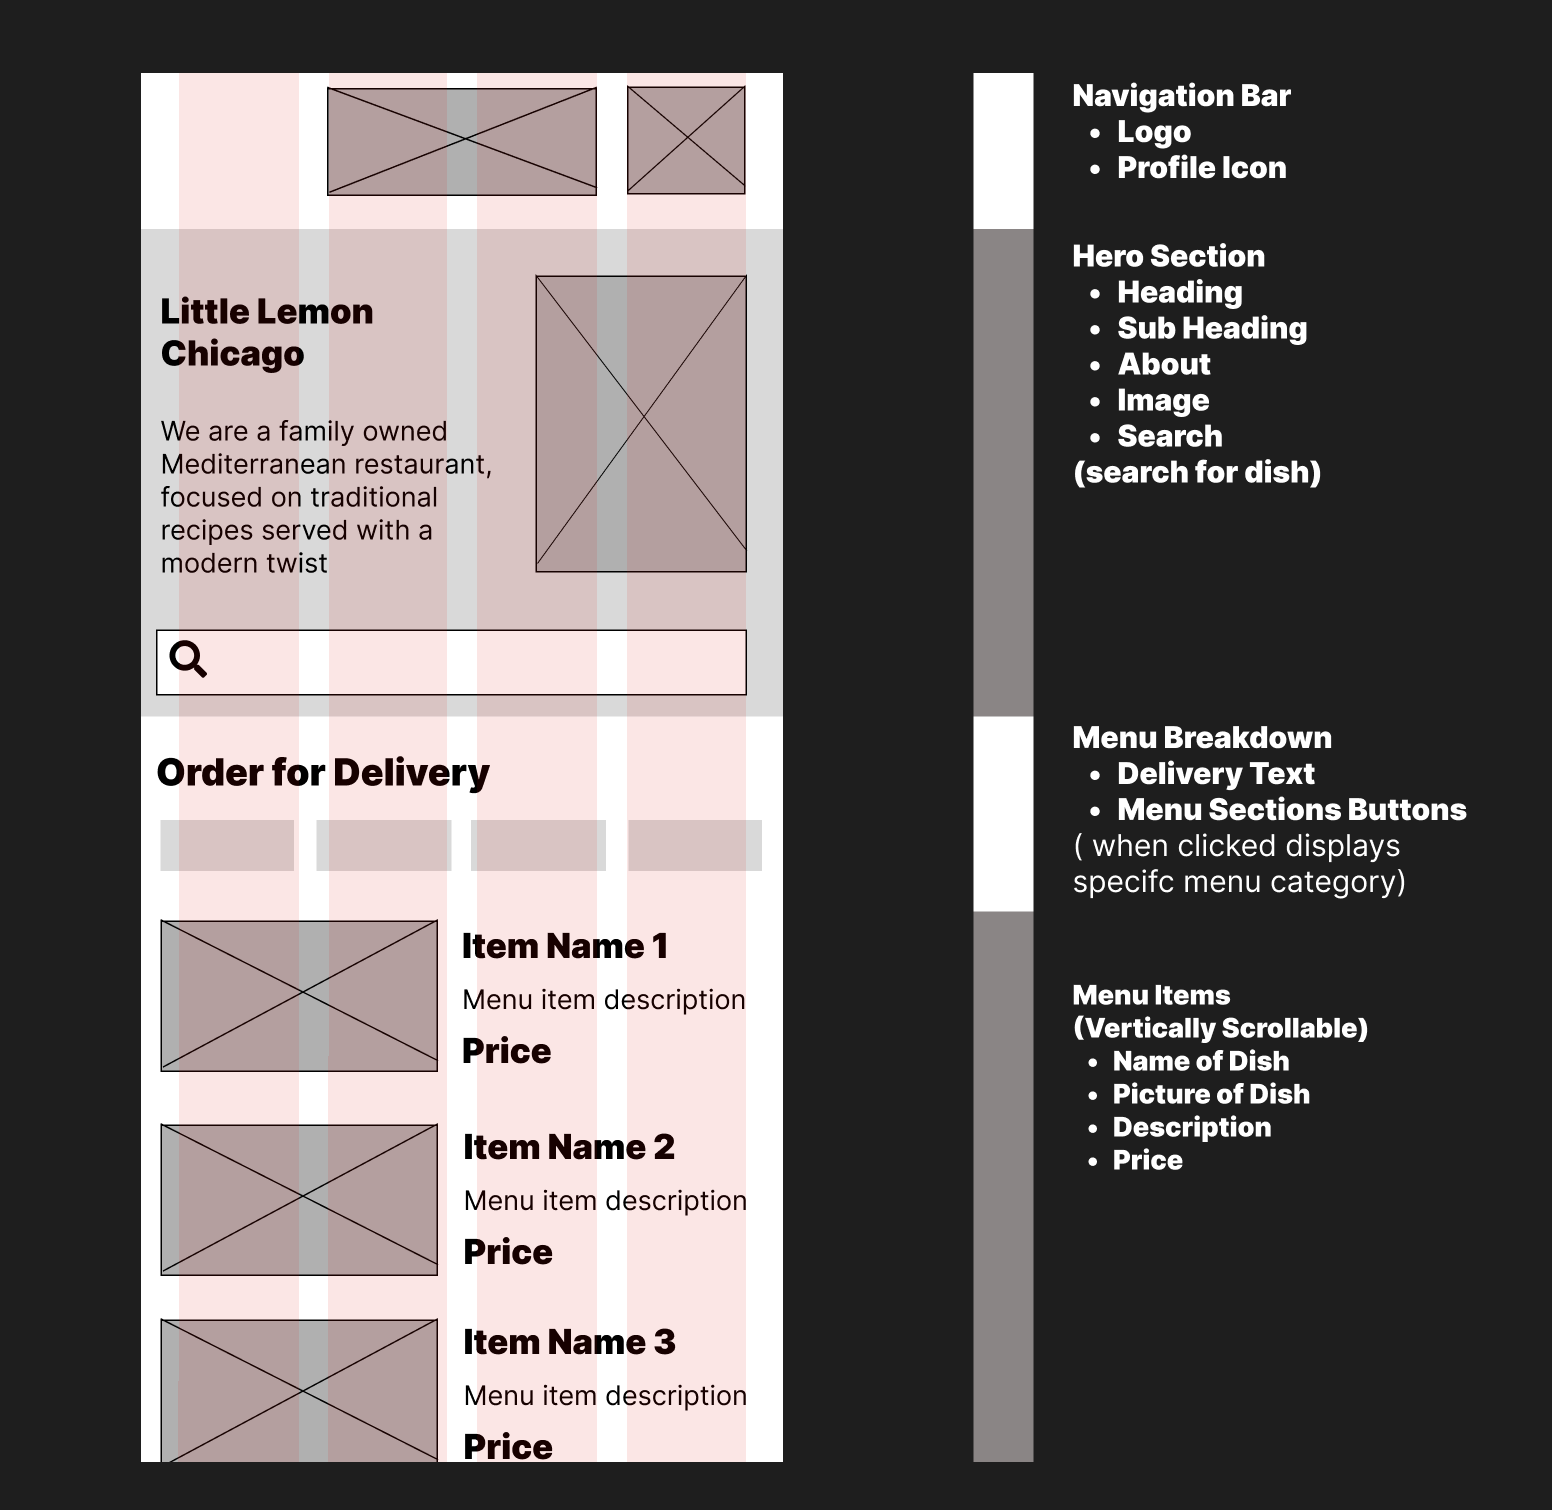 Little Lemon
Chicago
We are a family owned
Mediterranean restaurant,
focused on traditional
recipes served with a
modern twist
Order for Delivery
Item Name 1
Menu item description
Price
Item Name 2
Menu item description
Price
Item Name 3
Menu item description
Price
Navigation Bar
• Logo
• Profile Icon
Hero Section
• Heading
• Sub Heading
• About
• Image
• Search
(search for dish)
Menu Breakdown
• Delivery Text
• Menu Sections Buttons
( when clicked displays
specifc menu category)
Menu Items
(Vertically Scrollable)
• Name of Dish
• Picture of Dish
• Description
• Price